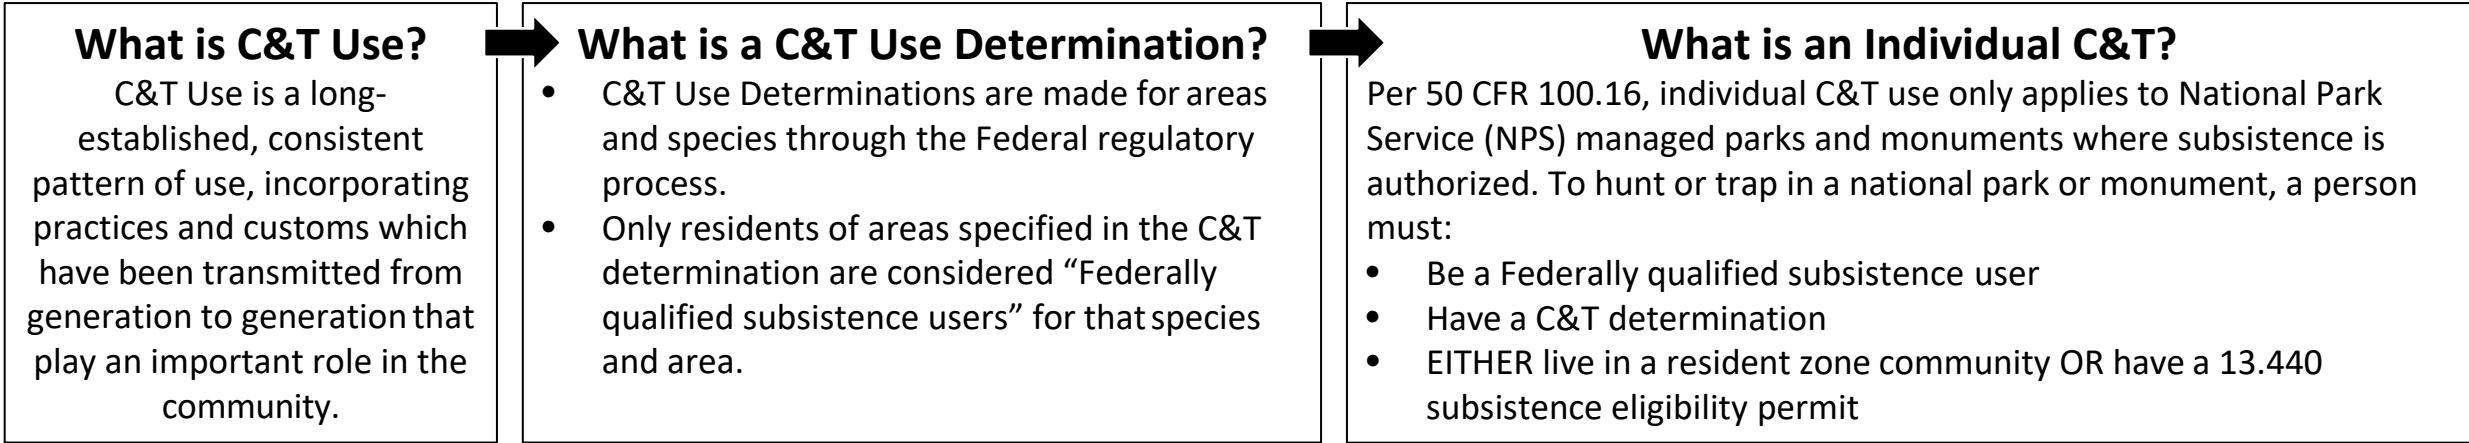 What is C&T Use?
C&T Use is a long-
established, consistent
pattern of use, incorporating
practices and customs which
have been transmitted from
generation to generation that
play an important role in the
community.
What is a C&T Use Determination?
• C&T Use Determinations are made for areas
and species through the Federal regulatory
process.
• Only residents of areas specified in the C&T
determination are considered “Federally
qualified subsistence users” for that species
and area.
What is an Individual C&T?
Per 50 CFR 100.16, individual C&T use only applies to National Park
Service (NPS) managed parks and monuments where subsistence is
authorized. To hunt or trap in a national park or monument, a person
must:
• Be a Federally qualified subsistence user
• Have a C&T determination
• EITHER live in a resident zone community OR have a 13.440
subsistence eligibility permit